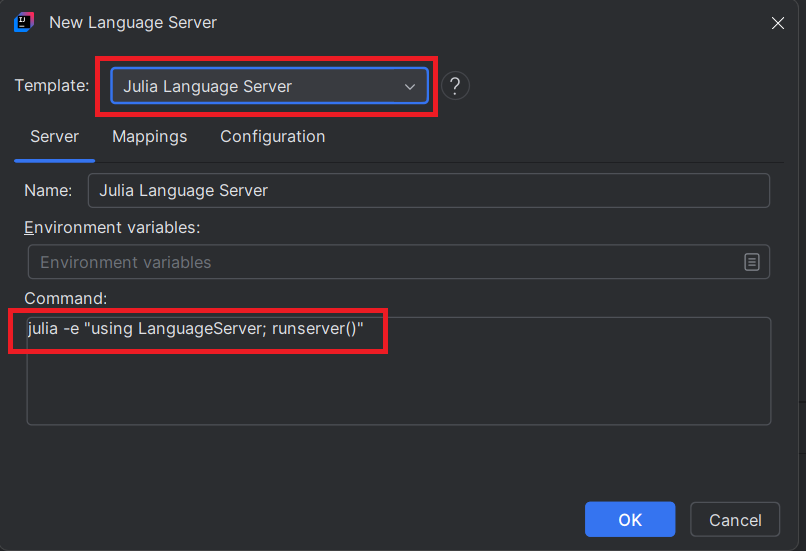 New Language Server
Template: Julia Language Server ?
Server Mappings Configuration
Name: Julia Language Server
Environment variables:
Environment variables
Command:
julia -e "using LanguageServer; runserver()"
OK Cancel